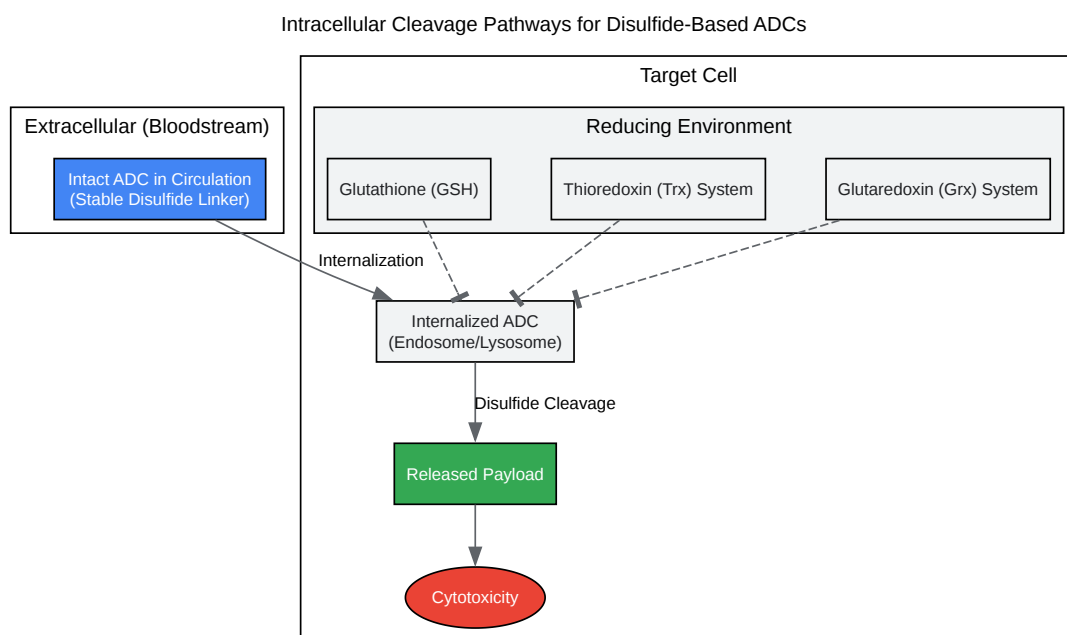 Intracellular Cleavage Pathways for Disulfide-Based ADCs
Target Cell
Extracellular (Bloodstream)
Reducing Environment
Intact ADC in Circulation
(Stable Disulfide Linker)
Glutathione (GSH)
Thioredoxin (Trx) System
Glutaredoxin (Grx) System
Internalization
Internalized ADC
(Endosome/Lysosome)
Disulfide Cleavage
Released Payload
Cytotoxicity